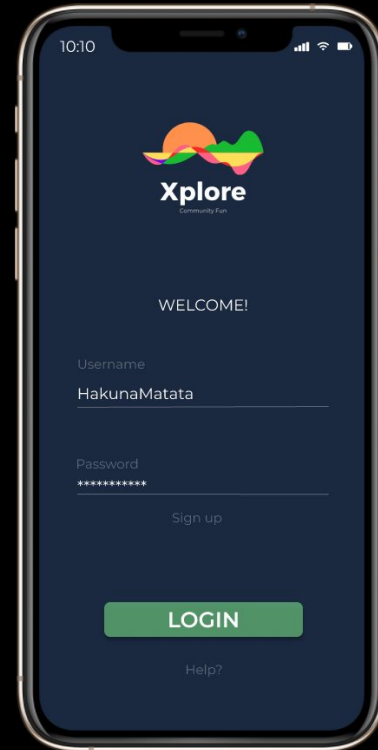 10:10
Xplore
Community Fun
WELCOME!
Username
HakunaMatata
Password
***********
Sign up
LOGIN
Help?